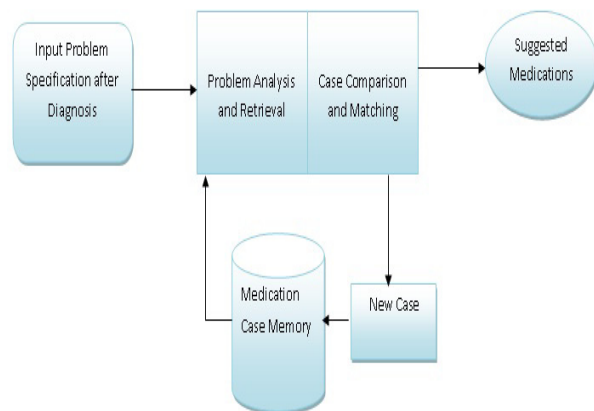 Input Problem
Specification after
Diagnosis
Problem Analysis
and Retrieval
Case Comparison
and Matching
Suggested
Medications
Medication
Case Memory
New Case